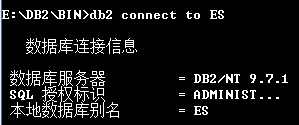 E:\DB2\BIN>db2 connect to ES
数据库连接信息
数据库服务器 = DB2/NT 9.7.1
SQL 授权标识 = ADMINIST...
本地数据库别名 = ES